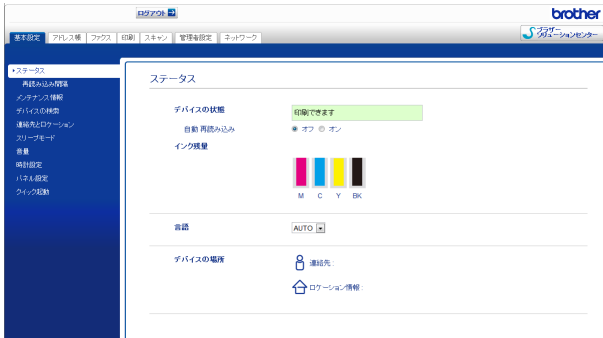 ログアウト
brother
基本設定 アドレス帳 ファクス 印刷 スキャン 管理者設定 ネットワーク
ブラザー
ソリューションセンター
ステータス
再読み込み間隔
メンテナンス情報
デバイスの検索
連絡先とロケーション
スリープモード
音量
時計設定
パネル設定
クイック起動
ステータス
デバイスの状態 印刷できます
自動 再読み込み オフ オン
インク残量
M C Y BK
言語 AUTO
デバイスの場所 連絡先:
ロケーション情報: